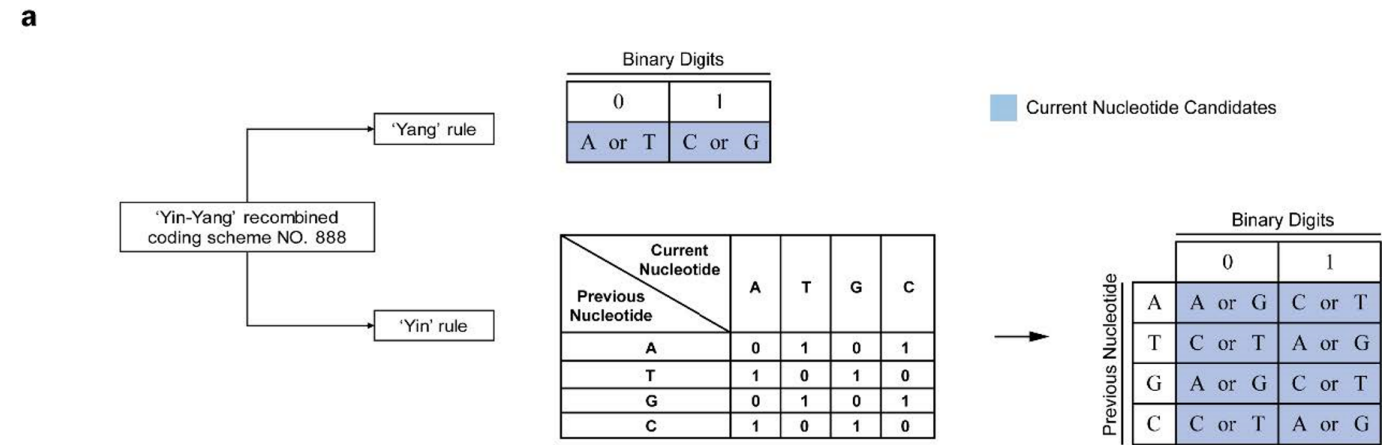 a
Binary Digits
0 1
A or T C or G
Current Nucleotide Candidates
'Yang' rule
'Yin-Yang' recombined
coding scheme NO. 888
'Yin' rule
Current
Nucleotide
Previous
Nucleotide
A T G C
A 0 1 0 1
T 1 0 1 0
G 0 1 0 1
C 1 0 1 0
Binary Digits
0 1
Previous Nucleotide
A A or G C or T
T C or T A or G
G A or G C or T
C C or T A or G